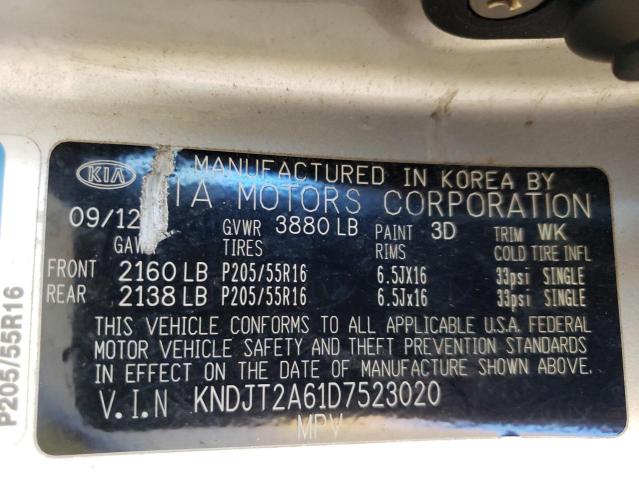 KIA
MANUFACTURED IN KOREA BY
MOTORS CORPORATION
09/12 GVWR 3880 LB PAINT 3D TRIM WK
TIRES RIMS COLD TIRE INFL
FRONT 2160 LB P205/55R16 6.5JX16 33psi SINGLE
REAR 2138 LB P205/55R16 6.5Jx16 33psi SINGLE
THIS VEHICLE CONFORMS TO ALL APPLICABLE U.S.A. FEDERAL
MOTOR VEHICLE SAFETY AND THEFT PREVENTION STANDARDS
IN EFFECT ON THE DATE OF MANUFACTURE SHOWN ABOVE
V.I.N KNDJT2A61D7523020
MPV
P205/55R16